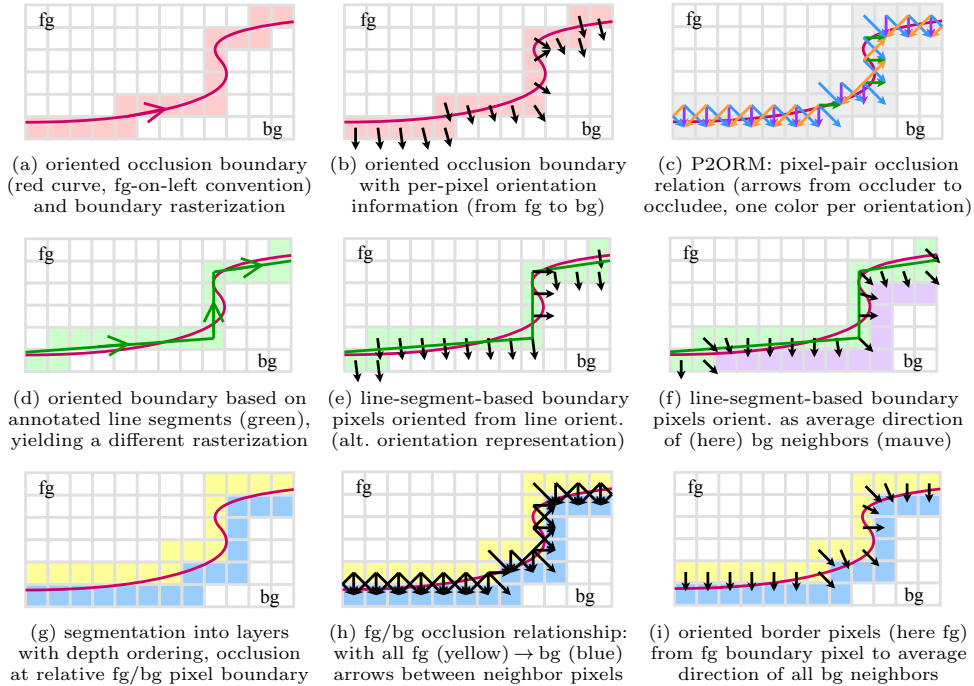 fg
bg
fg
bg
fg
bg
(a) oriented occlusion boundary
(red curve, fg-on-left convention)
and boundary rasterization
(b) oriented occlusion boundary
with per-pixel orientation
information (from fg to bg)
(c) P2ORM: pixel-pair occlusion
relation (arrows from occluder to
occludee, one color per orientation)
fg
bg
fg
bg
fg
bg
(d) oriented boundary based on
annotated line segments (green),
yielding a different rasterization
(e) line-segment-based boundary
pixels oriented from line orient.
(alt. orientation representation)
(f) line-segment-based boundary
pixels orient. as average direction
of (here) bg neighbors (mauve)
fg
bg
fg
bg
fg
bg
(g) segmentation into layers
with depth ordering, occlusion
at relative fg/bg pixel boundary
(h) fg/bg occlusion relationship:
with all fg (yellow) → bg (blue)
arrows between neighbor pixels
(i) oriented border pixels (here fg)
from fg boundary pixel to average
direction of all bg neighbors